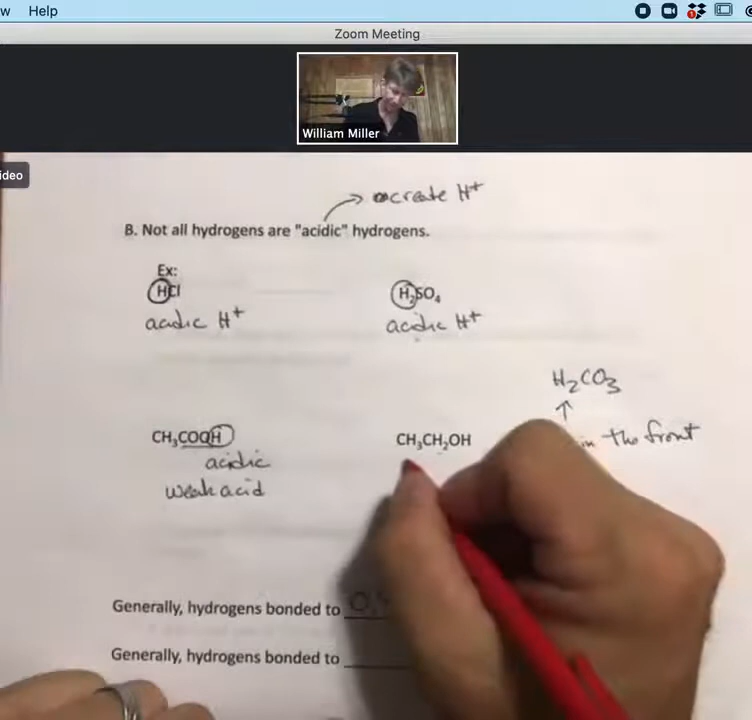 w Help
Zoom Meeting
William Miller
ideo
create H⁺
B. Not all hydrogens are "acidic" hydrogens.
Ex:
HCl
acidic H⁺
H₂SO₄
acidic H⁺
H₂CO₃
↑
in the front
CH₃COOH
acidic
weak acid
CH₃CH₂OH
Generally, hydrogens bonded to
Generally, hydrogens bonded to